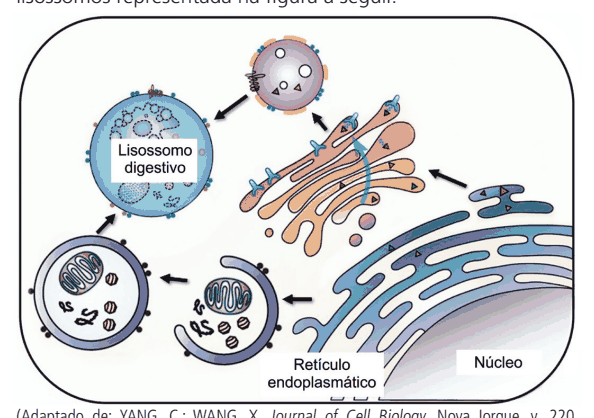 lisossomos representada na figura a seguir.
Lisossomo
digestivo
Retículo
endoplasmático
Núcleo
(Adaptado de: YANG, C.; WANG, X. Journal of Cell Biology, Nova Iorque, v. 220,